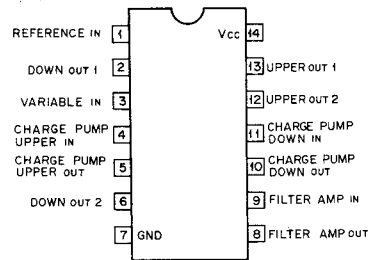 REFERENCE IN 1
Vcc 14
DOWN OUT 1 2
13 UPPER OUT 1
VARIABLE IN 3
12 UPPER OUT 2
CHARGE PUMP
UPPER IN 4
11 CHARGE PUMP
DOWN IN
CHARGE PUMP
UPPER OUT 5
10 CHARGE PUMP
DOWN OUT
DOWN OUT 2 6
9 FILTER AMP IN
7 GND
8 FILTER AMP OUT